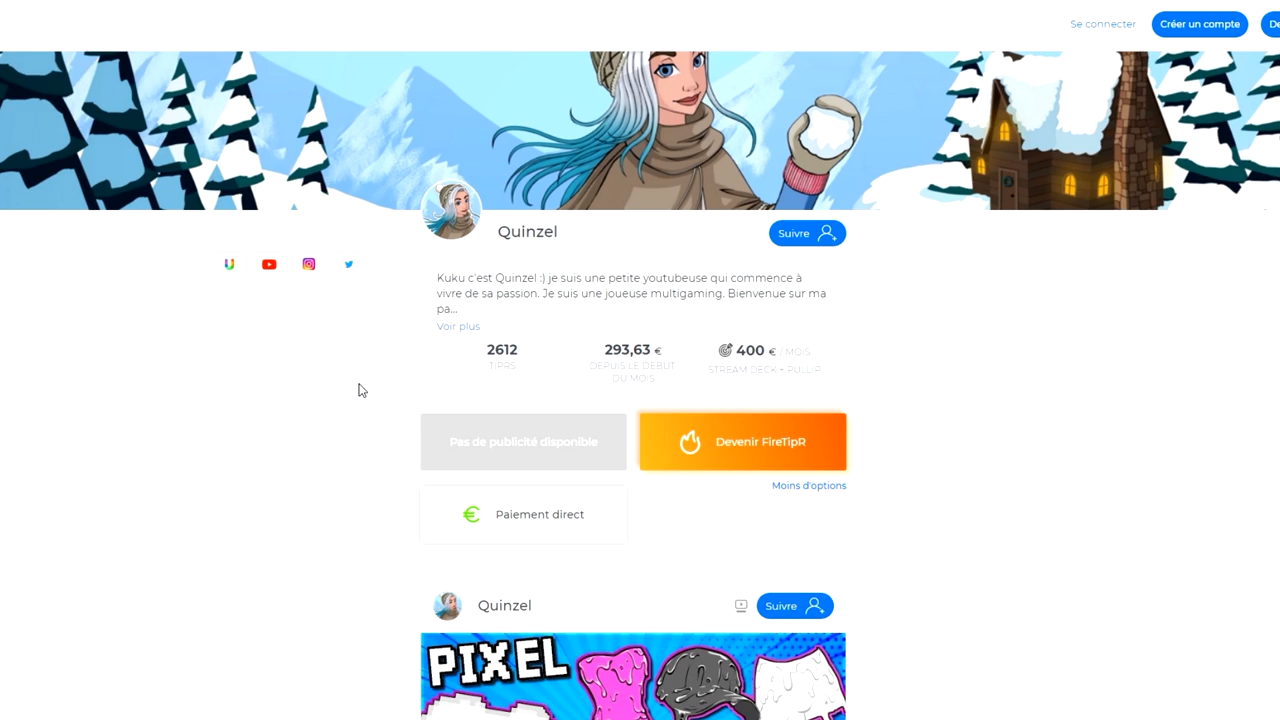 Se connecter
Créer un compte
De
Quinzel
Suivre
Kuku c'est Quinzel :) je suis une petite youtubeuse qui commence à
vivre de sa passion. Je suis une joueuse multigaming. Bienvenue sur ma
pa...
Voir plus
2612
TIPRS
293,63 €
DEPUIS LE DEBUT
DU MOIS
400 € / MOIS
STREAM DECK + PULLIP
Pas de publicité disponible
Devenir FireTipR
Moins d'options
€ Paiement direct
Quinzel
Suivre
PIXEL